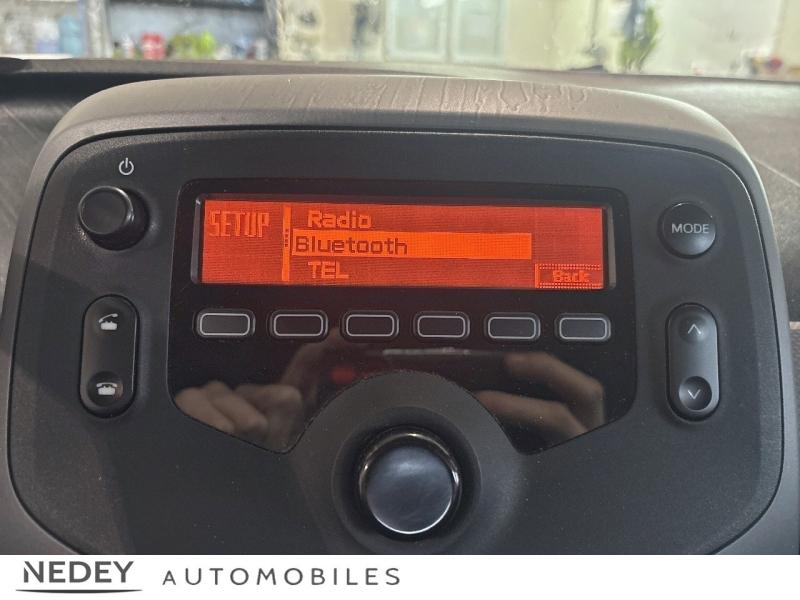 SETUP
Radio
Bluetooth
TEL
Back
MODE
NEDEY AUTOMOBILES